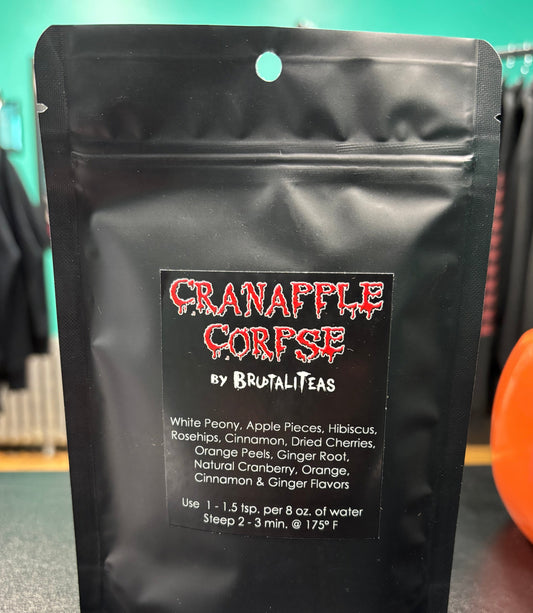 CRANAPPLE
CORPSE
BY BRUTALITEAS
White Peony, Apple Pieces, Hibiscus,
Rosehips, Cinnamon, Dried Cherries,
Orange Peels, Ginger Root,
Natural Cranberry, Orange,
Cinnamon & Ginger Flavors
Use 1 - 1.5 tsp. per 8 oz. of water
Steep 2 - 3 min. @ 175° F